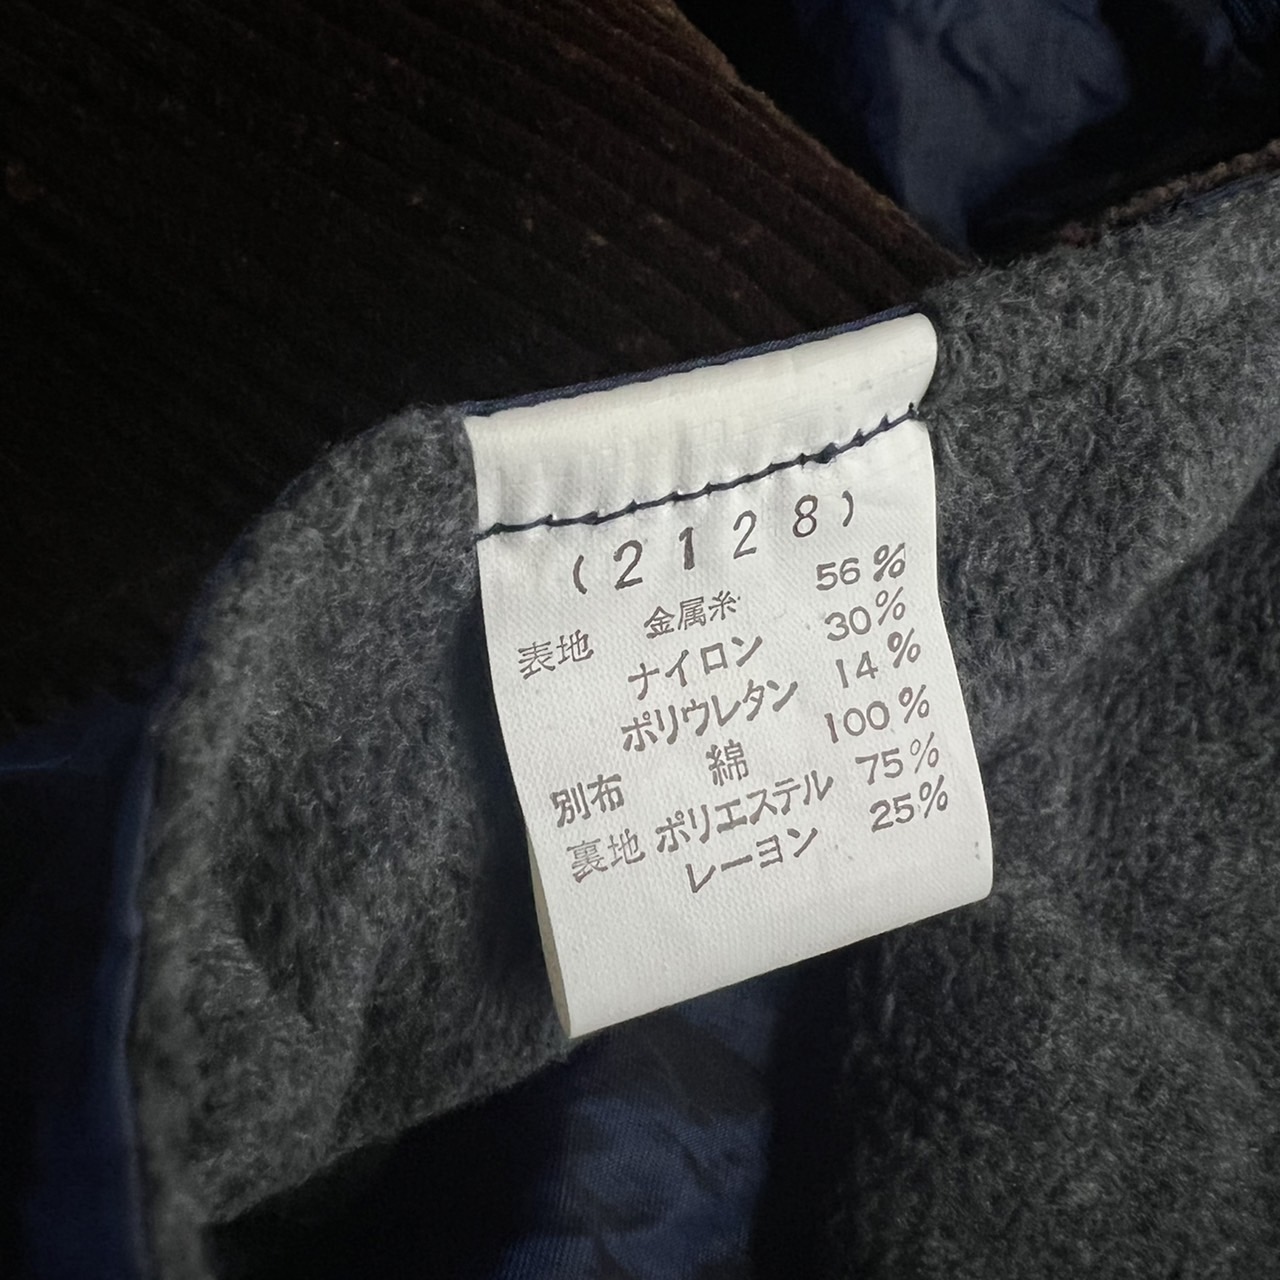 (2128)
表地 金属糸 56%
ナイロン 30%
ポリウレタン 14%
別布 綿 100%
裏地 ポリエステル 75%
レーヨン 25%